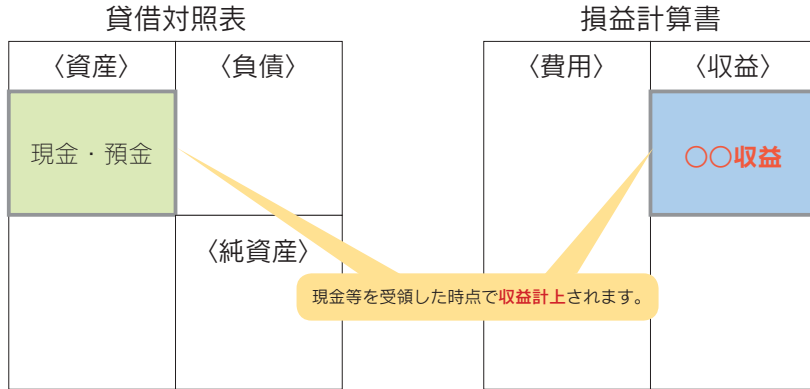 貸借対照表
損益計算書
〈資産〉
〈負債〉
〈費用〉
〈収益〉
現金・預金
○○収益
〈純資産〉
現金等を受領した時点で収益計上されます。